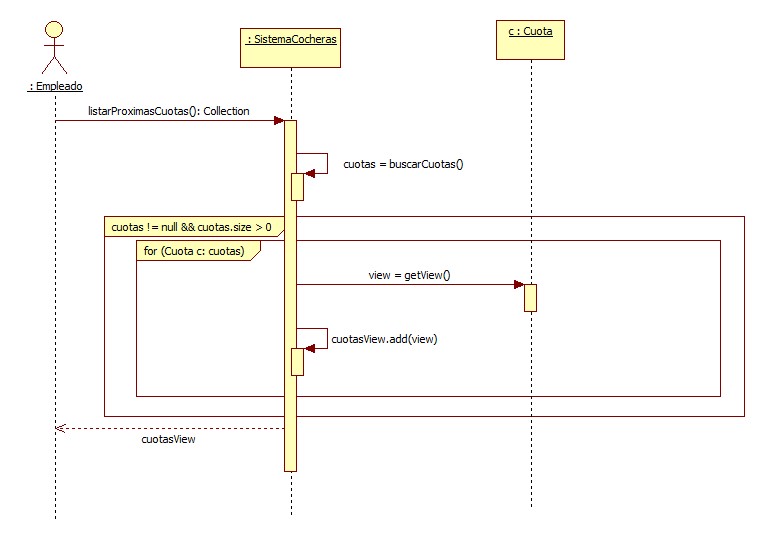 : SistemaCocheras
c : Cuota
: Empleado
listarProximasCuotas(): Collection
cuotas = buscarCuotas()
cuotas != null && cuotas.size > 0
for (Cuota c: cuotas)
view = getView()
cuotasView.add(view)
cuotasView